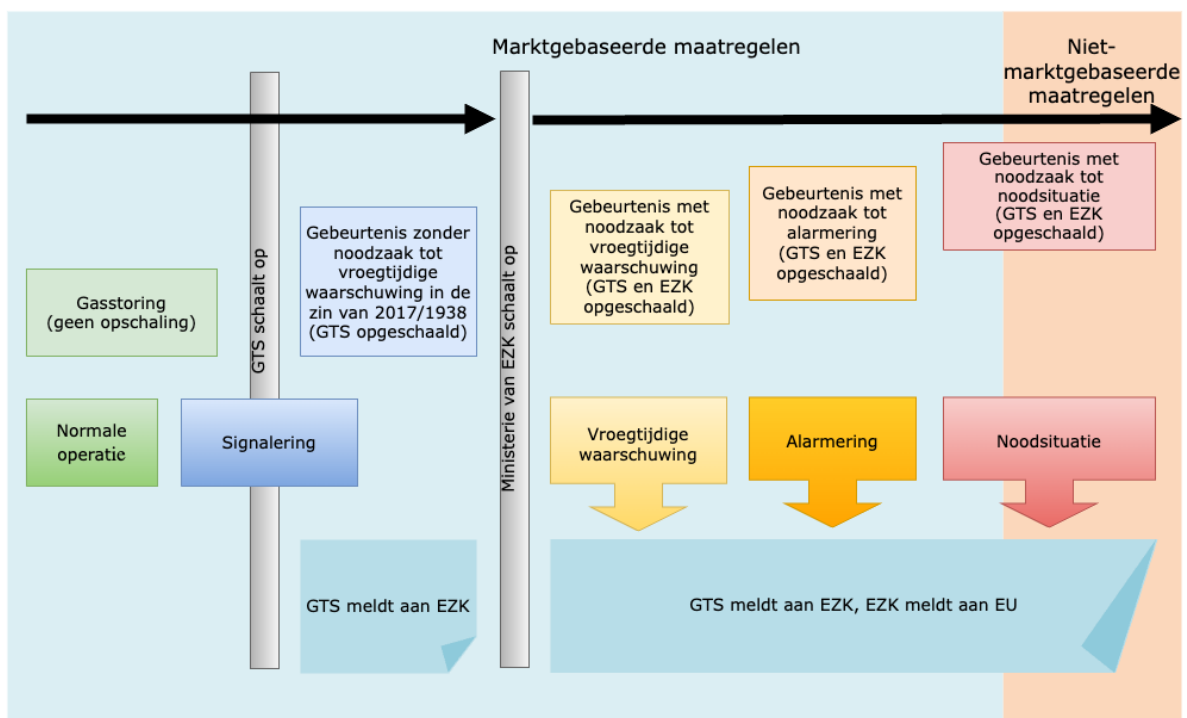 Marktgebaseerde maatregelen
Niet-
marktgebaseerde
maatregelen
Gasstoring
(geen opschaling)
GTS schaalt op
Gebeurtenis zonder
noodzaak tot
vroegtijdige
waarschuwing in de
zin van 2017/1938
(GTS opgeschaald)
Ministerie van EZK schaalt op
Gebeurtenis met
noodzaak tot
vroegtijdige
waarschuwing
(GTS en EZK
opgeschaald)
Gebeurtenis met
noodzaak tot
alarmering
(GTS en EZK
opgeschaald)
Gebeurtenis met
noodzaak tot
noodsituatie
(GTS en EZK
opgeschaald)
Normale
operatie
Signalering
Vroegtijdige
waarschuwing
Alarmering
Noodsituatie
GTS meldt aan EZK
GTS meldt aan EZK, EZK meldt aan EU